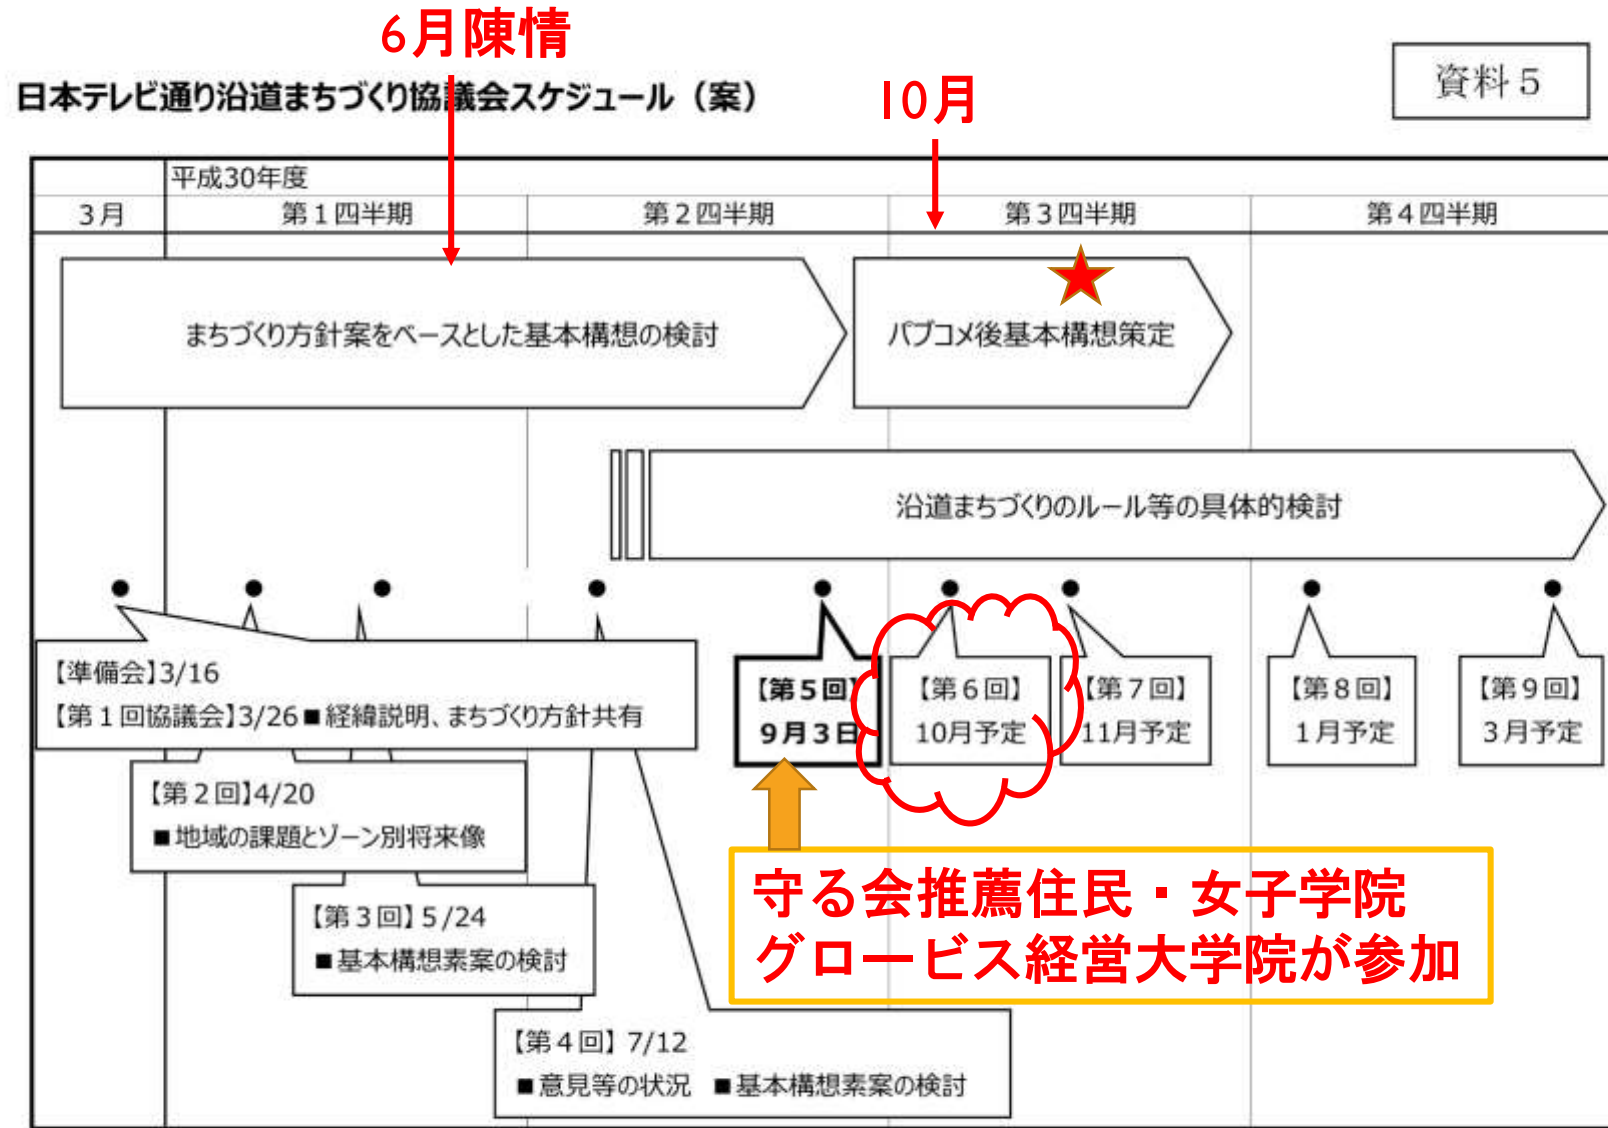 6月陳情
日本テレビ通り沿道まちづくり協議会スケジュール（案）
10月
資料５
平成30年度
３月
第１四半期
第２四半期
第３四半期
第４四半期
まちづくり方針案をベースとした基本構想の検討
パブコメ後基本構想策定
沿道まちづくりのルール等の具体的検討
【準備会】3/16
【第１回協議会】3/26■経緯説明、まちづくり方針共有
【第２回】4/20
■地域の課題とゾーン別将来像
【第３回】5/24
■基本構想素案の検討
【第４回】7/12
■意見等の状況　■基本構想素案の検討
【第５回】
９月３日
【第６回】
10月予定
【第７回】
11月予定
【第８回】
１月予定
【第９回】
３月予定
守る会推薦住民・女子学院
グロービス経営大学院が参加